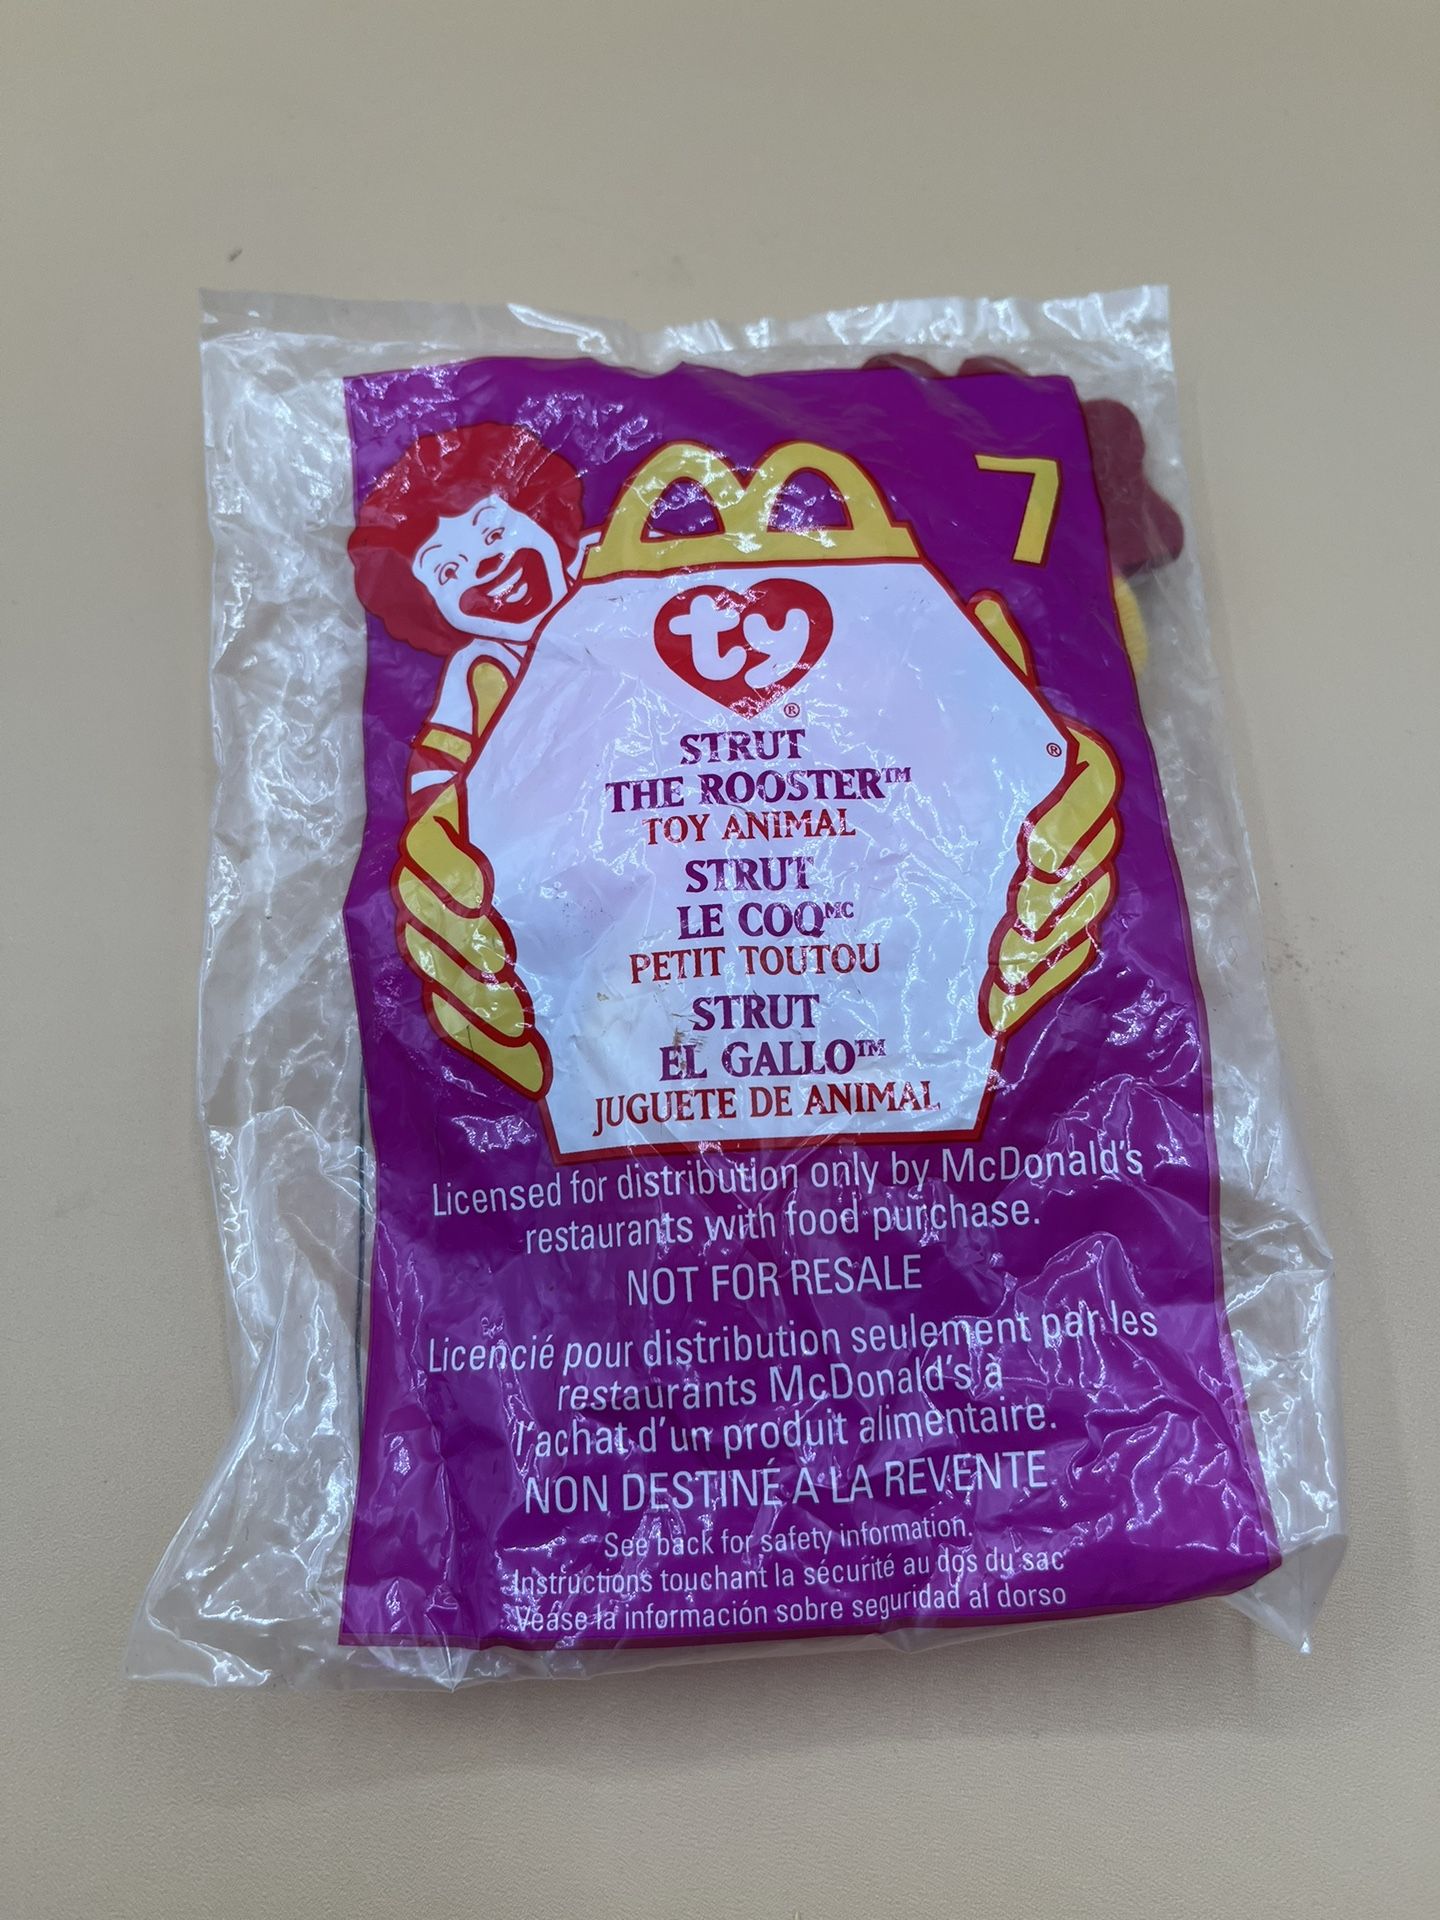 7
ty
®
®
STRUT
THE ROOSTER™
TOY ANIMAL
STRUT
LE COQMC
PETIT TOUTOU
STRUT
EL GALLO™
JUGUETE DE ANIMAL
Licensed for distribution only by McDonald's
restaurants with food purchase.
NOT FOR RESALE
Licencié pour distribution seulement par les
restaurants McDonald's à
l'achat d'un produit alimentaire.
NON DESTINÉ À LA REVENTE
See back for safety information.
Instructions touchant la sécurité au dos du sac
Véase la información sobre seguridad al dorso